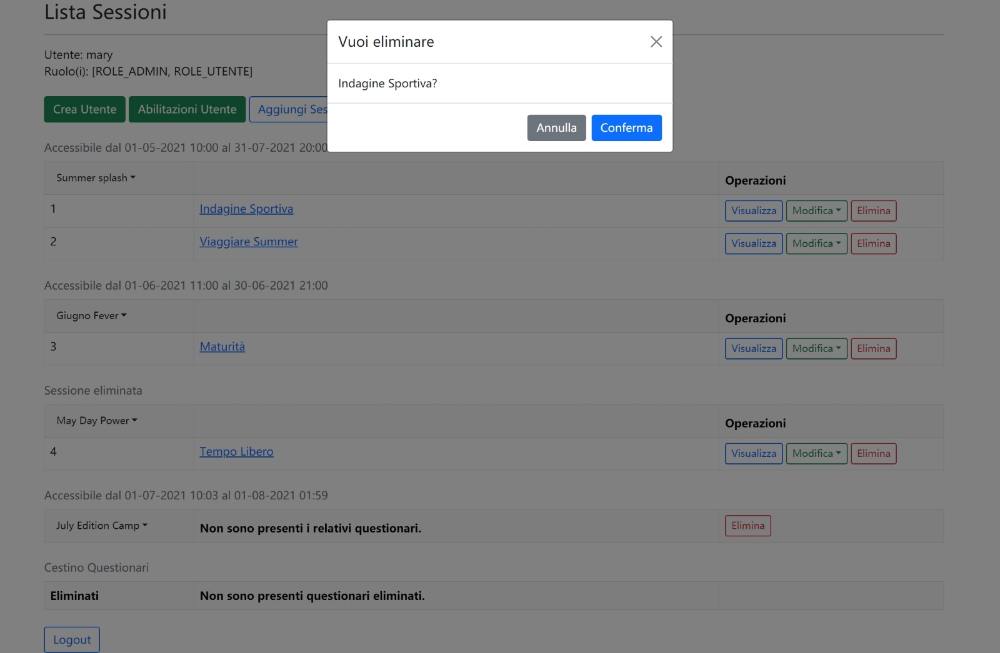 Lista Sessioni
Vuoi eliminare
Indagine Sportiva?
Annulla Conferma
Utente: mary
Ruolo(i): [ROLE_ADMIN, ROLE_UTENTE]
Crea Utente Abilitazioni Utente Aggiungi Ses
Accessibile dal 01-05-2021 10:00 al 31-07-2021 20:00
Summer splash Operazioni
1 Indagine Sportiva Visualizza Modifica Elimina
2 Viaggiare Summer Visualizza Modifica Elimina
Accessibile dal 01-06-2021 11:00 al 30-06-2021 21:00
Giugno Fever Operazioni
3 Maturità Visualizza Modifica Elimina
Sessione eliminata
May Day Power Operazioni
4 Tempo Libero Visualizza Modifica Elimina
Accessibile dal 01-07-2021 10:03 al 01-08-2021 01:59
July Edition Camp Non sono presenti i relativi questionari. Elimina
Cestino Questionari
Eliminati Non sono presenti questionari eliminati.
Logout